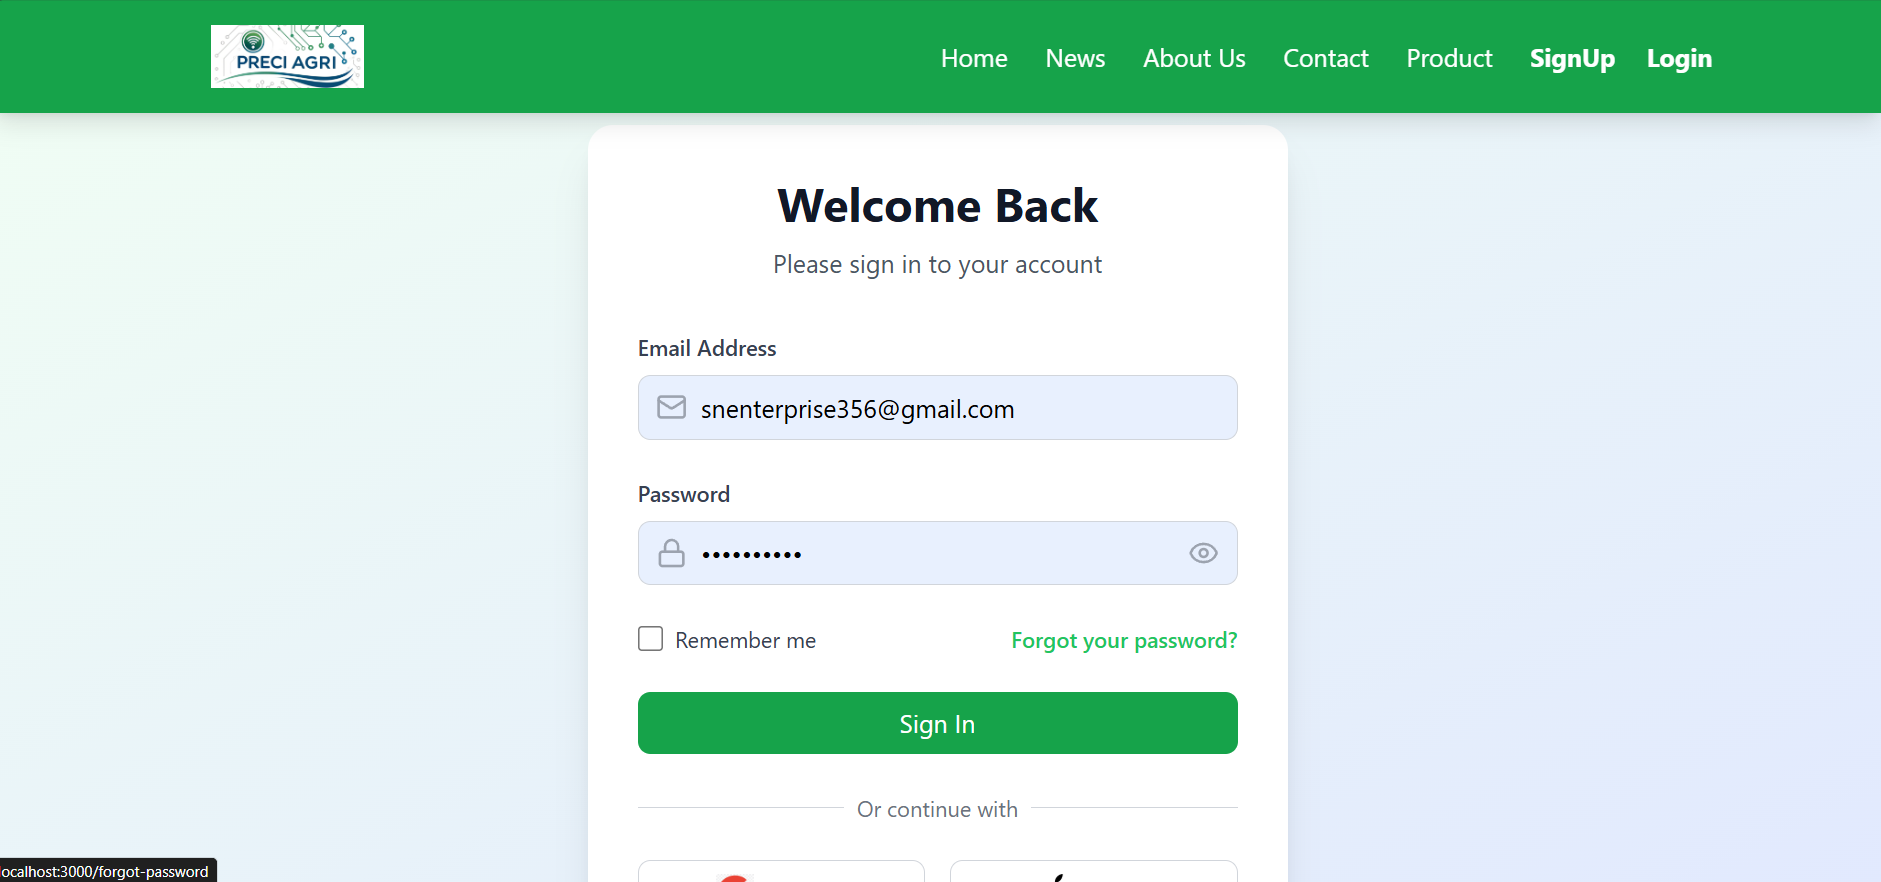 PRECI AGRI
Home News About Us Contact Product SignUp Login
Welcome Back
Please sign in to your account
Email Address
snenterprise356@gmail.com
Password
••••••••••
Remember me Forgot your password?
Sign In
Or continue with
localhost:3000/forgot-password